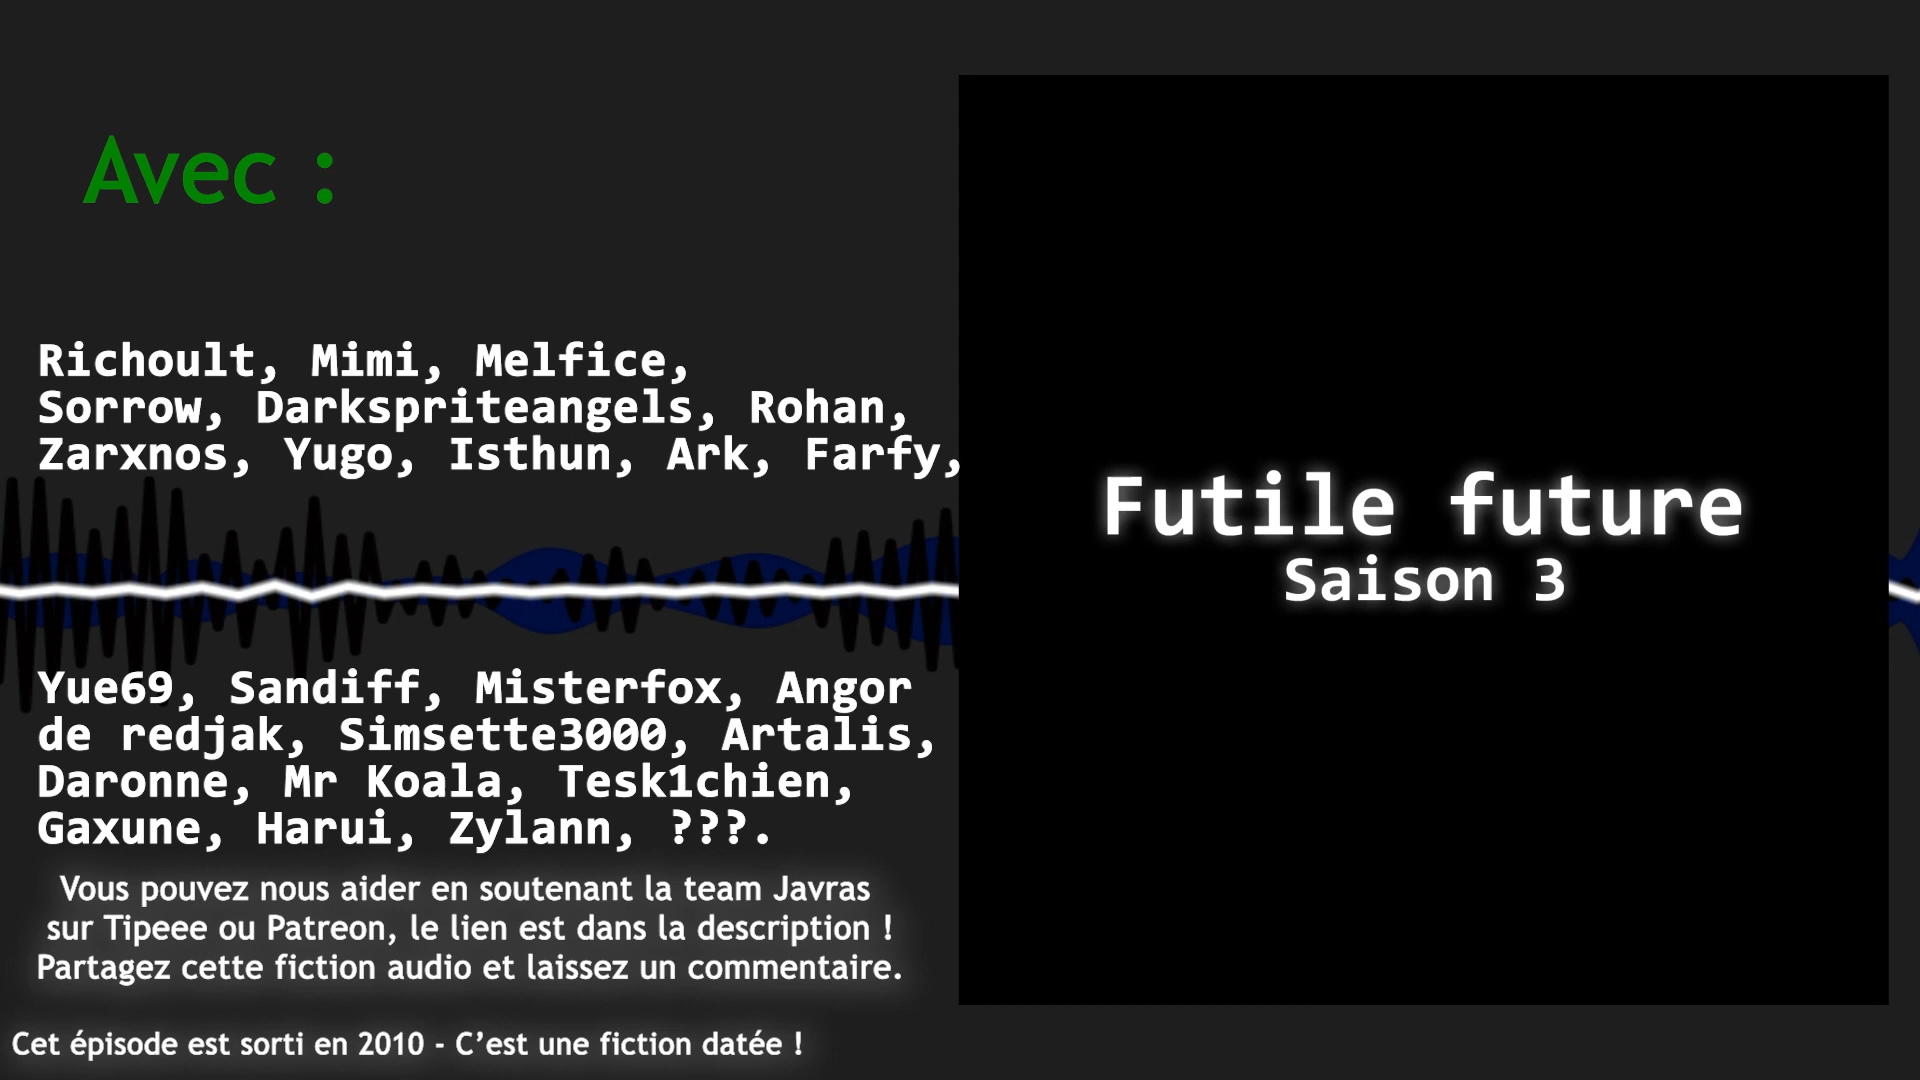 Avec :
Richoult, Mimi, Melfice,
Sorrow, Darkspriteangels, Rohan,
Zarxnos, Yugo, Isthun, Ark, Farfy,
Yue69, Sandiff, Misterfox, Angor
de redjak, Simsette3000, Artalis,
Daronne, Mr Koala, Tesk1chien,
Gaxune, Harui, Zylann, ???.
Vous pouvez nous aider en soutenant la team Javras
sur Tipeee ou Patreon, le lien est dans la description !
Partagez cette fiction audio et laissez un commentaire.
Cet épisode est sorti en 2010 - C’est une fiction datée !
Futile future
Saison 3